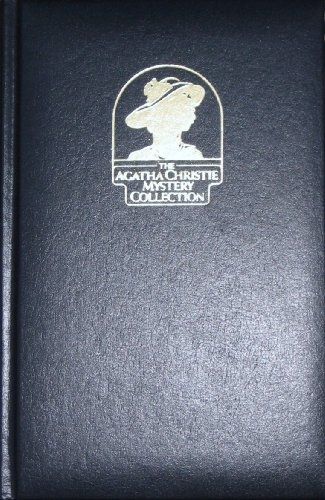 THE
AGATHA CHRISTIE
MYSTERY
COLLECTION